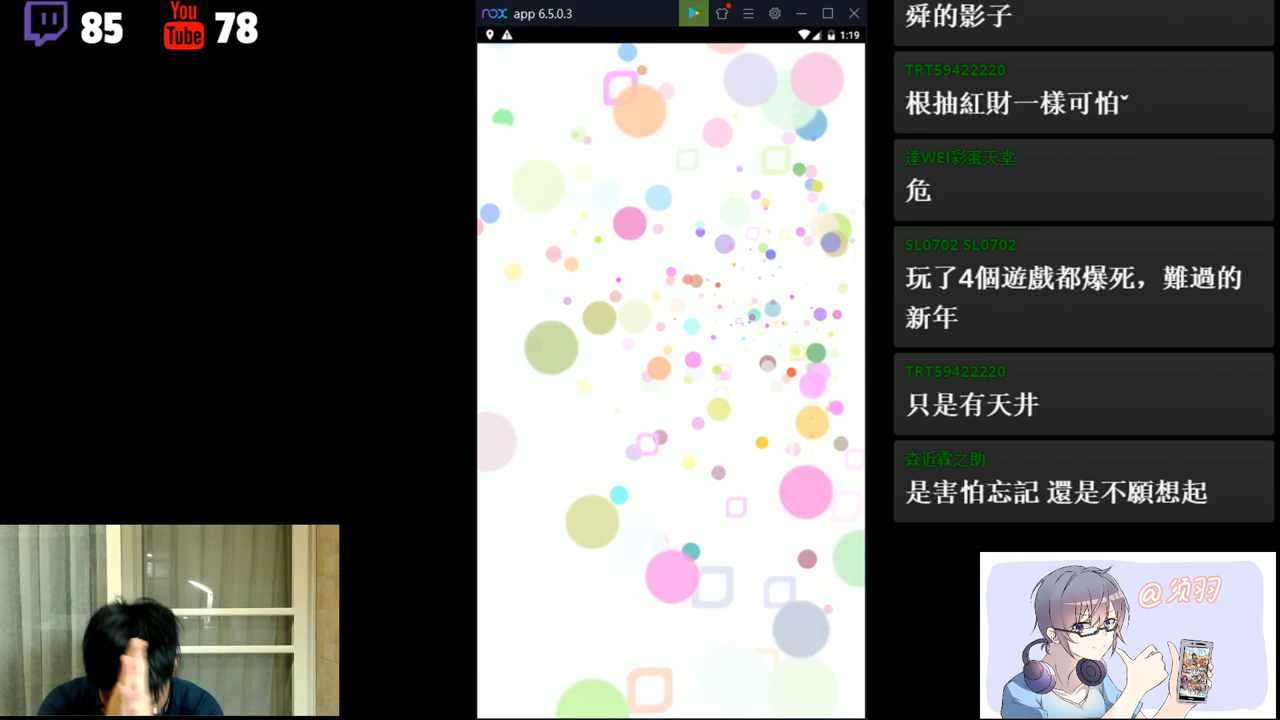 85
You
Tube
78
nox app 6.5.0.3
1:19
舜的影子
TRT59422220
根抽紅財一樣可怕ˇ
達WEI彩蛋天堂
危
SL0702 SL0702
玩了4個遊戲都爆死，難過的
新年
TRT59422220
只是有天井
森近霖之助
是害怕忘記 還是不願想起
@须羽